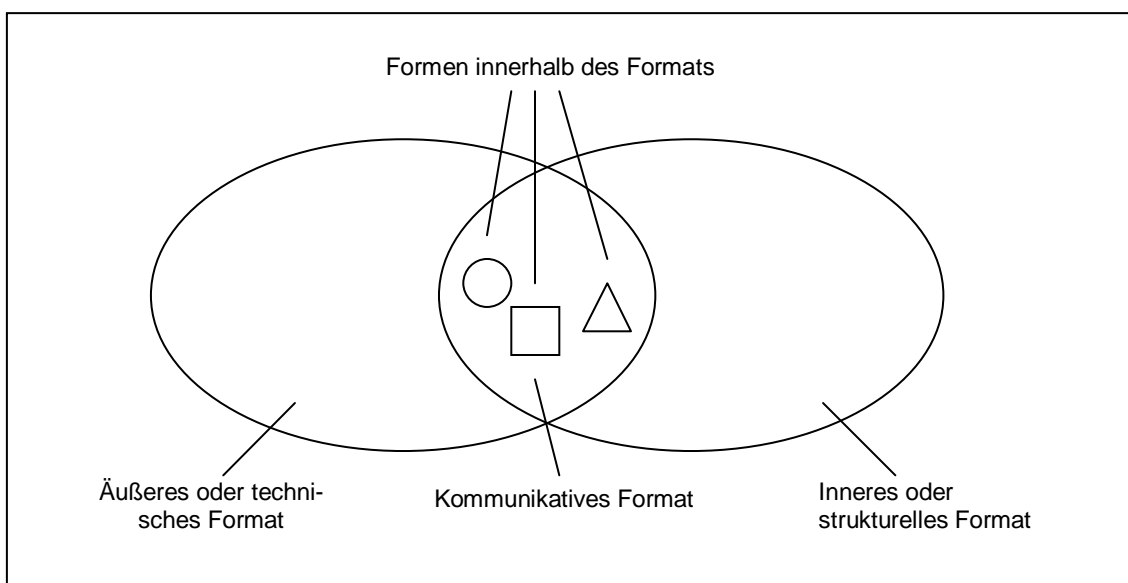 Formen innerhalb des Formats
Äußeres oder techni-
sches Format
Kommunikatives Format
Inneres oder
strukturelles Format